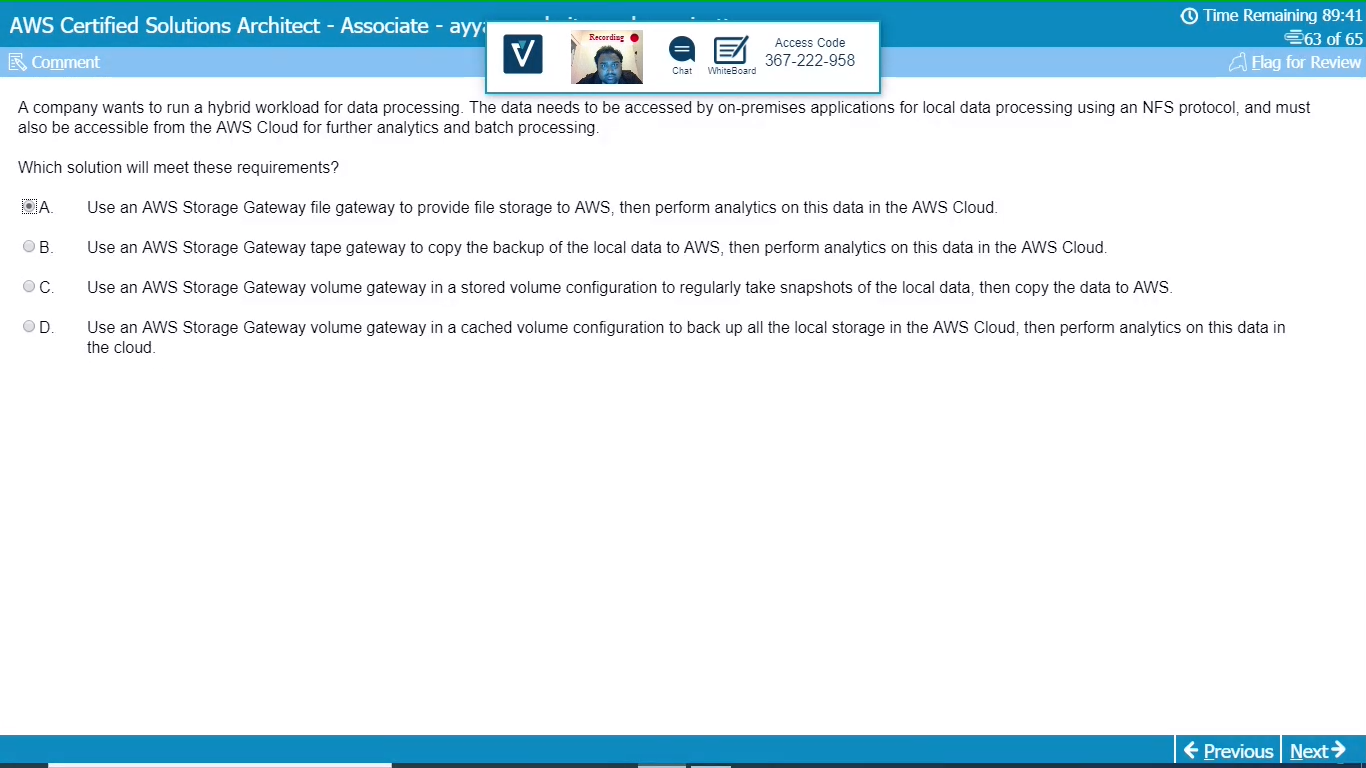 AWS Certified Solutions Architect - Associate - ayya
Time Remaining 89:41
63 of 65
Comment
Flag for Review
Recording
Chat
WhiteBoard
Access Code
367-222-958
A company wants to run a hybrid workload for data processing. The data needs to be accessed by on-premises applications for local data processing using an NFS protocol, and must
also be accessible from the AWS Cloud for further analytics and batch processing.
Which solution will meet these requirements?
A. Use an AWS Storage Gateway file gateway to provide file storage to AWS, then perform analytics on this data in the AWS Cloud.
B. Use an AWS Storage Gateway tape gateway to copy the backup of the local data to AWS, then perform analytics on this data in the AWS Cloud.
C. Use an AWS Storage Gateway volume gateway in a stored volume configuration to regularly take snapshots of the local data, then copy the data to AWS.
D. Use an AWS Storage Gateway volume gateway in a cached volume configuration to back up all the local storage in the AWS Cloud, then perform analytics on this data in
the cloud.
Previous
Next